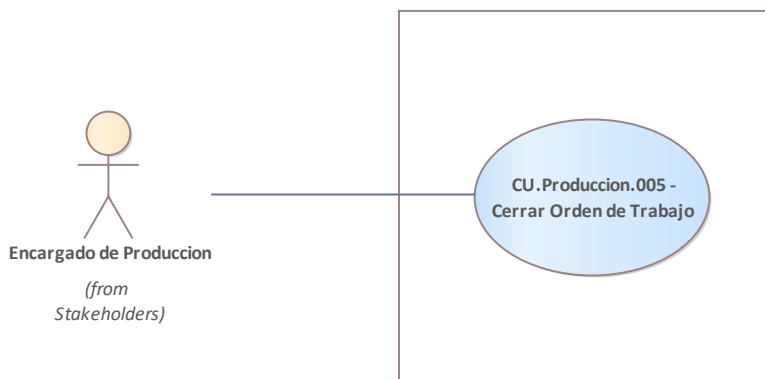 Encargado de Produccion
(from
Stakeholders)
CU.Produccion.005 -
Cerrar Orden de Trabajo